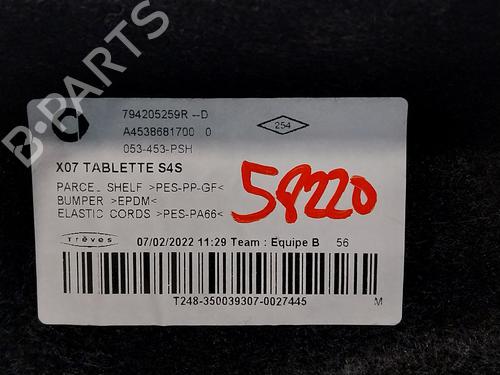 794205259R --D
A4538681700 0
254
053-453-PSH
X07 TABLETTE S4S
PARCEL SHELF >PES-PP-GF<
BUMPER >EPDM<
ELASTIC CORDS >PES-PA66<
58220
Trèves
07/02/2022 11:29 Team : Equipe B 56
T248-350039307-0027445
M
B-PARTS